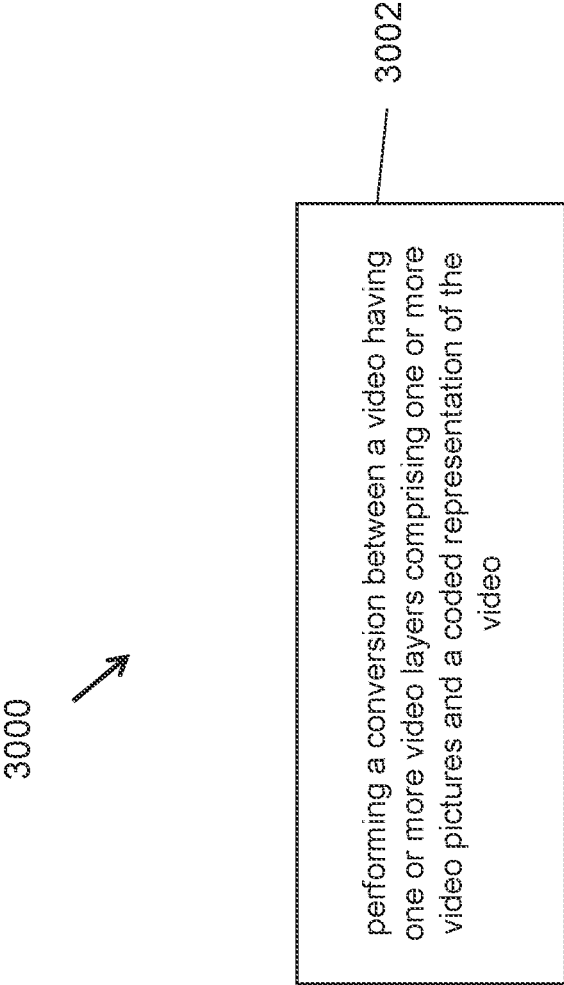 3000
3002
performing a conversion between a video having
one or more video layers comprising one or more
video pictures and a coded representation of the
video